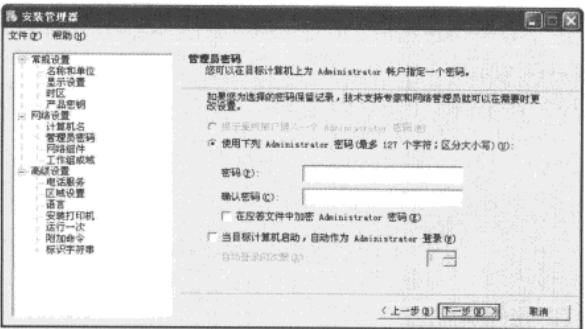 安装管理器
文件(F) 帮助(H)
常规设置
名称和单位
显示设置
时区
产品密钥
网络设置
计算机名
管理员密码
网络组件
工作组或域
高级设置
电话服务
区域设置
语言
安装打印机
运行一次
附加命令
标识字符串
管理员密码
您可以在目标计算机上为 Administrator 帐户指定一个密码。
如果您为选择的密码保留记录，技术支持专家和网络管理员就可以在需要时更
改设置。
使用下列 Administrator 密码(最多 127 个字符；区分大小写)(U):
密码(P):
确认密码(C):
在应答文件中加密 Administrator 密码(E)
当目标计算机启动，自动作为 Administrator 登录(W)
自动登录的次数(A)
< 上一步(B) 下一步(N) > 取消